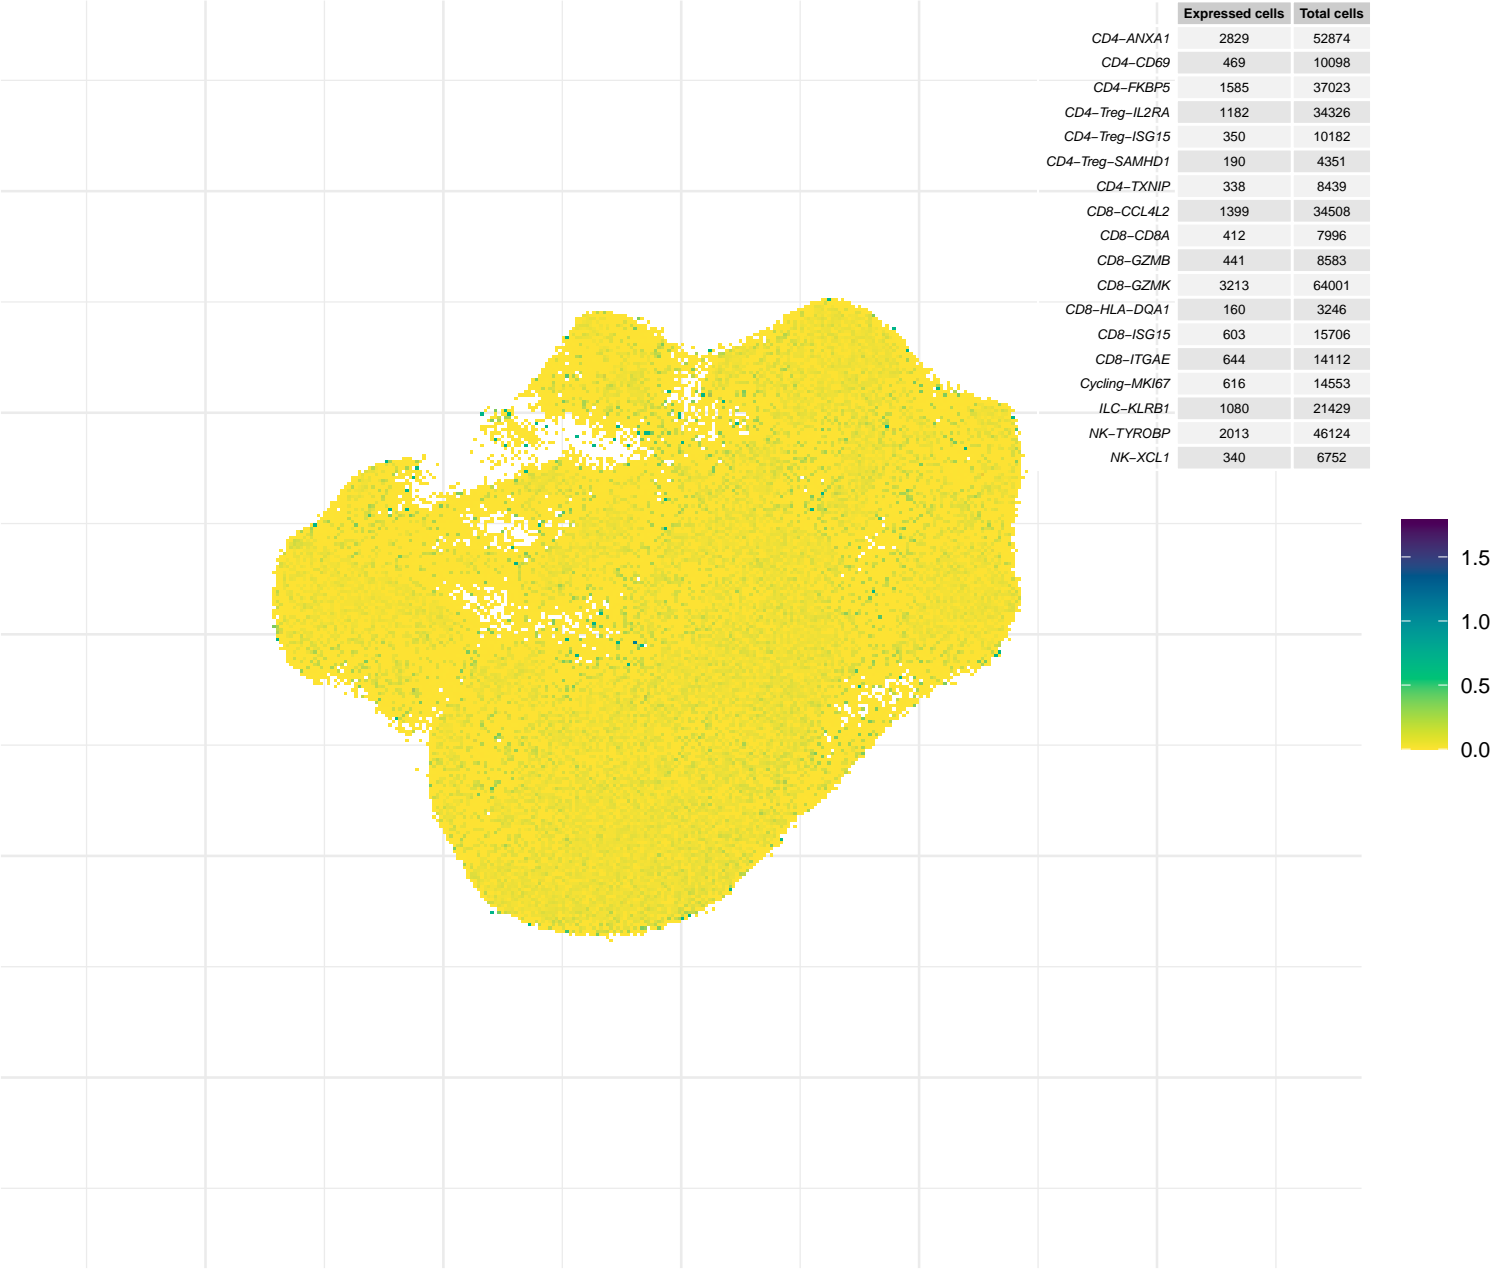 Expressed cells Total cells
CD4−ANXA1 2829 52874
CD4−CD69 469 10098
CD4−FKBP5 1585 37023
CD4−Treg−IL2RA 1182 34326
CD4−Treg−ISG15 350 10182
CD4−Treg−SAMHD1 190 4351
CD4−TXNIP 338 8439
CD8−CCL4L2 1399 34508
CD8−CD8A 412 7996
CD8−GZMB 441 8583
CD8−GZMK 3213 64001
CD8−HLA−DQA1 160 3246
CD8−ISG15 603 15706
CD8−ITGAE 644 14112
Cycling−MKI67 616 14553
ILC−KLRB1 1080 21429
NK−TYROBP 2013 46124
NK−XCL1 340 6752
1.5
1.0
0.5
0.0